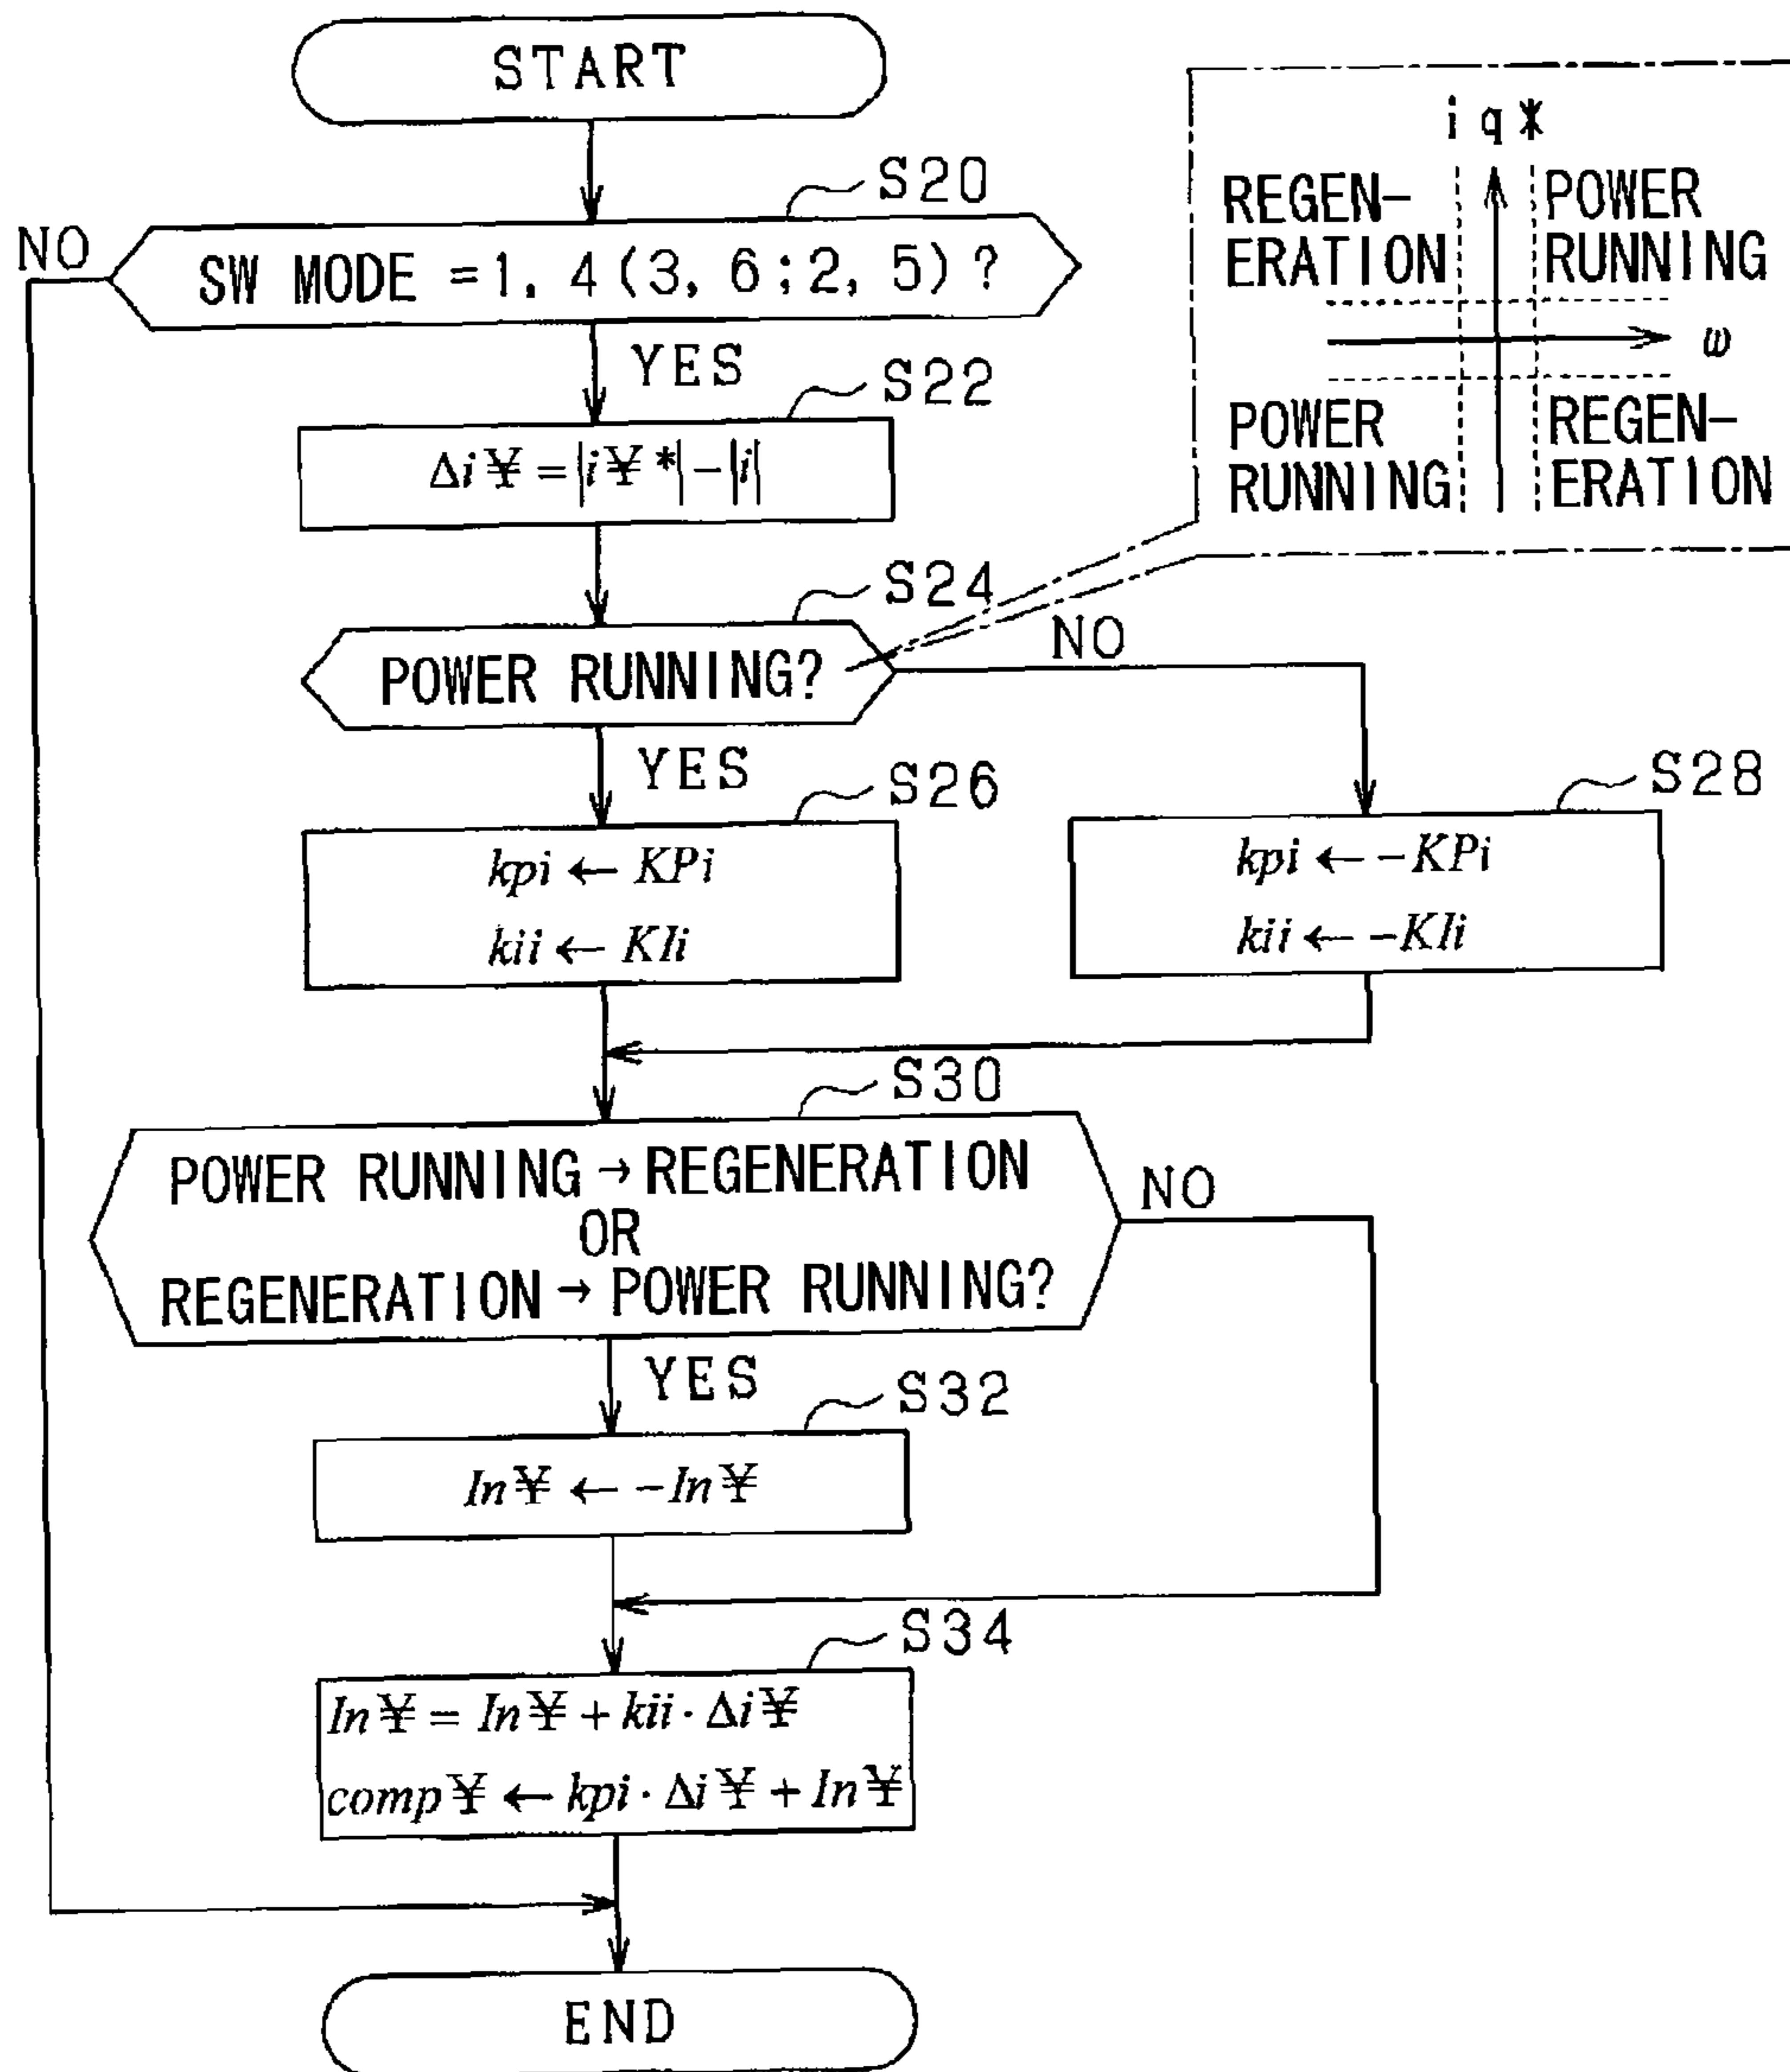 START
S20
NO
SW MODE =1, 4(3, 6;2, 5)?
YES
S22
Δi¥ = |i¥*| - |i|
S24
POWER RUNNING?
NO
iq*
REGEN-
ERATION
POWER
RUNNING
ω
POWER
RUNNING
REGEN-
ERATION
YES
S26
kpi ← KPi
kii ← KIi
S28
kpi ← -KPi
kii ← -KIi
S30
POWER RUNNING → REGENERATION
OR
REGENERATION → POWER RUNNING?
NO
YES
S32
In¥ ← -In¥
S34
In¥ = In¥ + kii · Δi¥
comp¥ ← kpi · Δi¥ + In¥
END